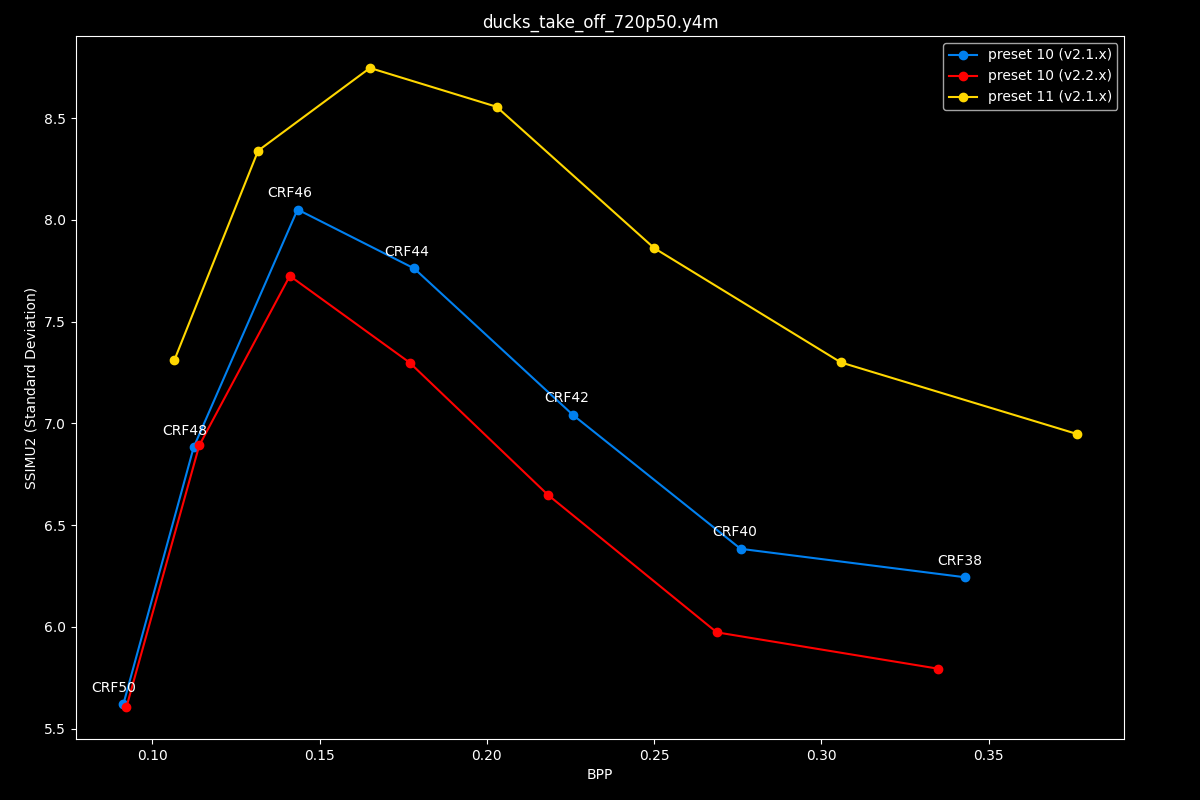 ducks_take_off_720p50.y4m
preset 10 (v2.1.x)
preset 10 (v2.2.x)
preset 11 (v2.1.x)
SSIMU2 (Standard Deviation)
8.5
8.0
7.5
7.0
6.5
6.0
5.5
CRF46
CRF44
CRF42
CRF48
CRF40
CRF38
CRF50
0.10
0.15
0.20
0.25
0.30
0.35
BPP